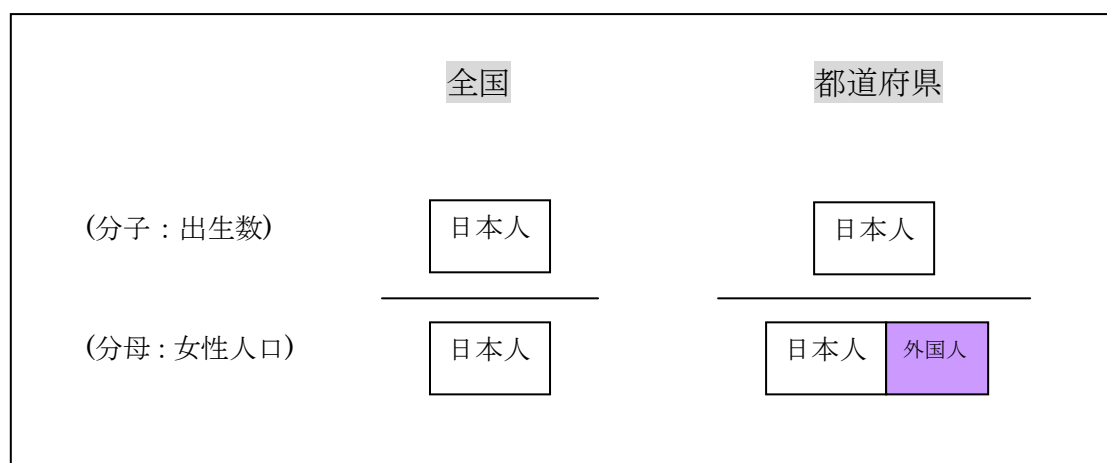 全国 都道府県
(分子：出生数) 日本人 日本人
(分母：女性人口) 日本人 日本人 外国人